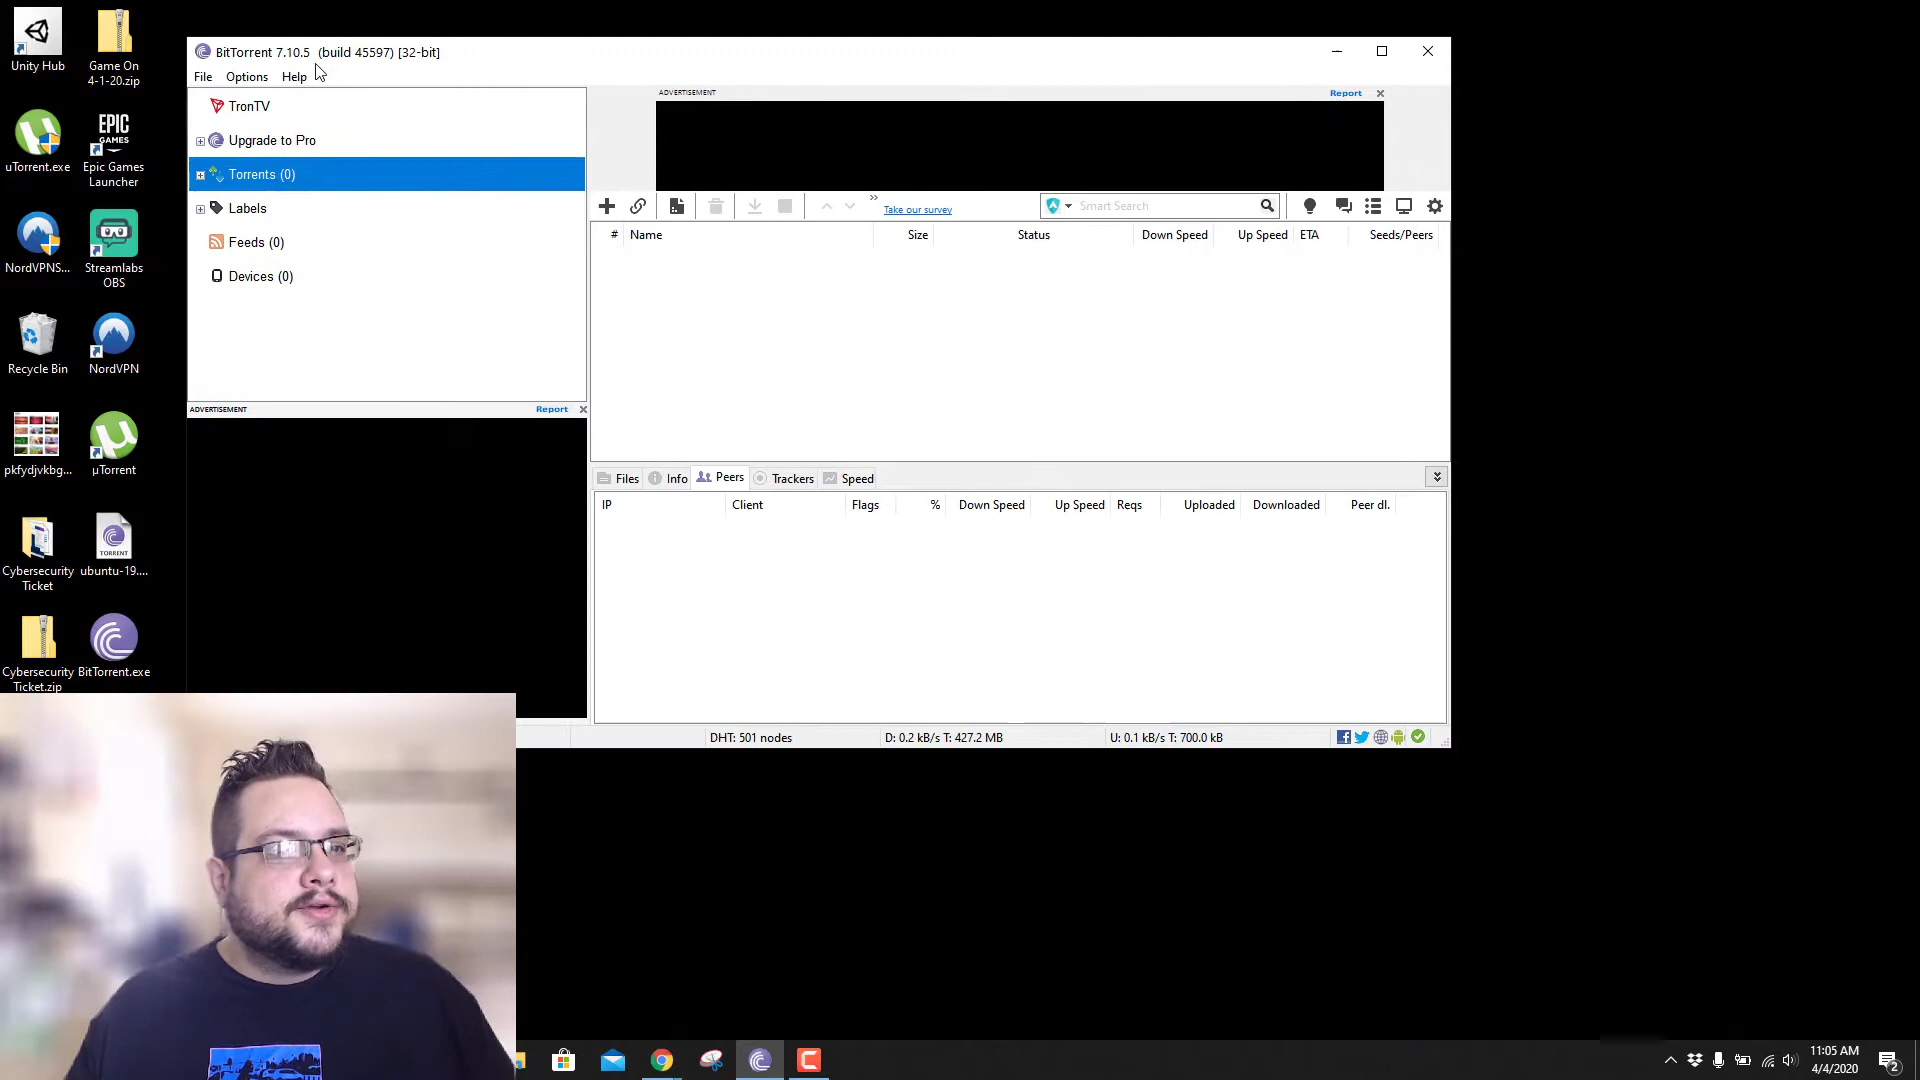 Unity Hub
Game On
4-1-20.zip
uTorrent.exe
EPIC
GAMES
Epic Games
Launcher
NordVPNS...
Streamlabs
OBS
Recycle Bin
NordVPN
pkfydjvkbg...
µTorrent
Cybersecurity
Ticket
TORRENT
ubuntu-19....
Cybersecurity
Ticket.zip
BitTorrent.exe
BitTorrent 7.10.5 (build 45597) [32-bit]
File Options Help
TronTV
Upgrade to Pro
Torrents (0)
Labels
Feeds (0)
Devices (0)
ADVERTISEMENT Report
ADVERTISEMENT Report
Take our survey
Smart Search
# Name Size Status Down Speed Up Speed ETA Seeds/Peers
Files Info Peers Trackers Speed
IP Client Flags % Down Speed Up Speed Reqs Uploaded Downloaded Peer dl.
DHT: 501 nodes D: 0.2 kB/s T: 427.2 MB U: 0.1 kB/s T: 700.0 kB
11:05 AM
4/4/2020
2